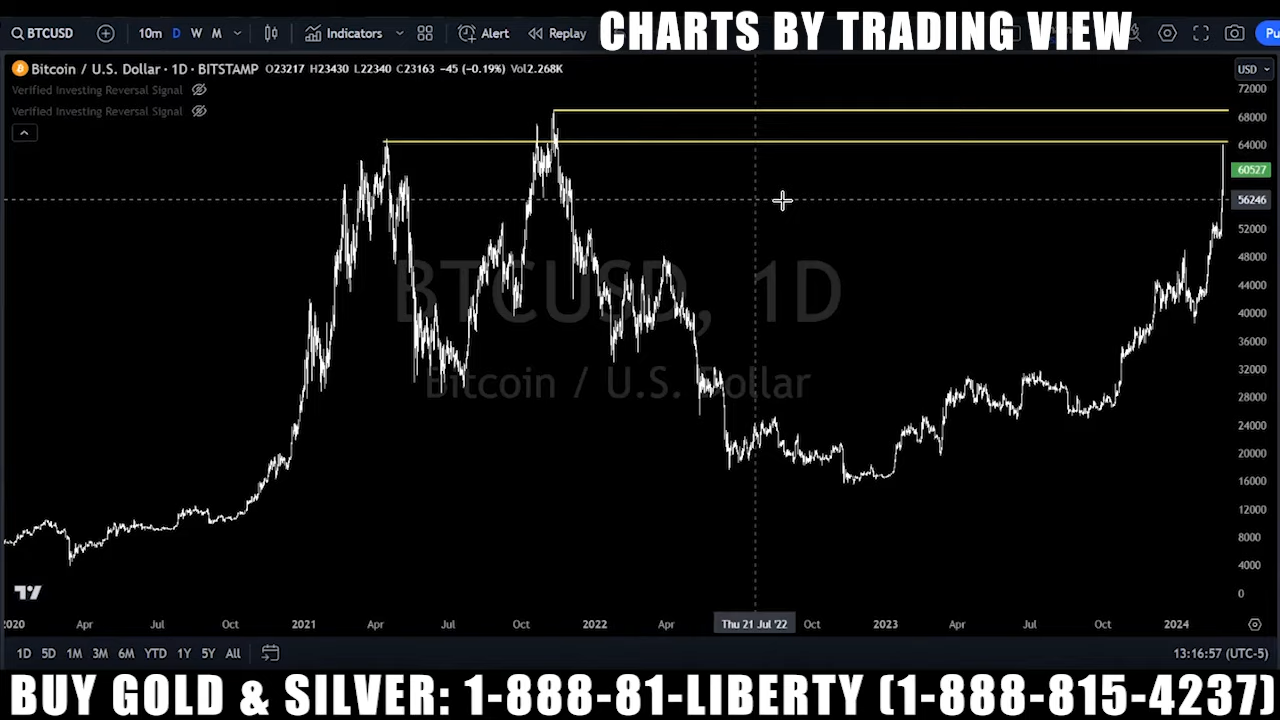 CHARTS BY TRADING VIEW
BTCUSD 10m D W M Indicators Alert Replay Pu
Bitcoin / U.S. Dollar · 1D · BITSTAMP O23217 H23430 L22340 C23163 −45 (−0.19%) Vol2.268K
USD
Verified Investing Reversal Signal
Verified Investing Reversal Signal
72000
68000
64000
60527
56246
52000
48000
44000
40000
36000
32000
28000
24000
20000
16000
12000
8000
4000
0
BTCUSD, 1D
Bitcoin / U.S. Dollar
2020 Apr Jul Oct 2021 Apr Jul Oct 2022 Apr Thu 21 Jul '22 Oct 2023 Apr Jul Oct 2024
1D 5D 1M 3M 6M YTD 1Y 5Y All 13:16:57 (UTC-5)
BUY GOLD & SILVER: 1-888-81-LIBERTY (1-888-815-4237)